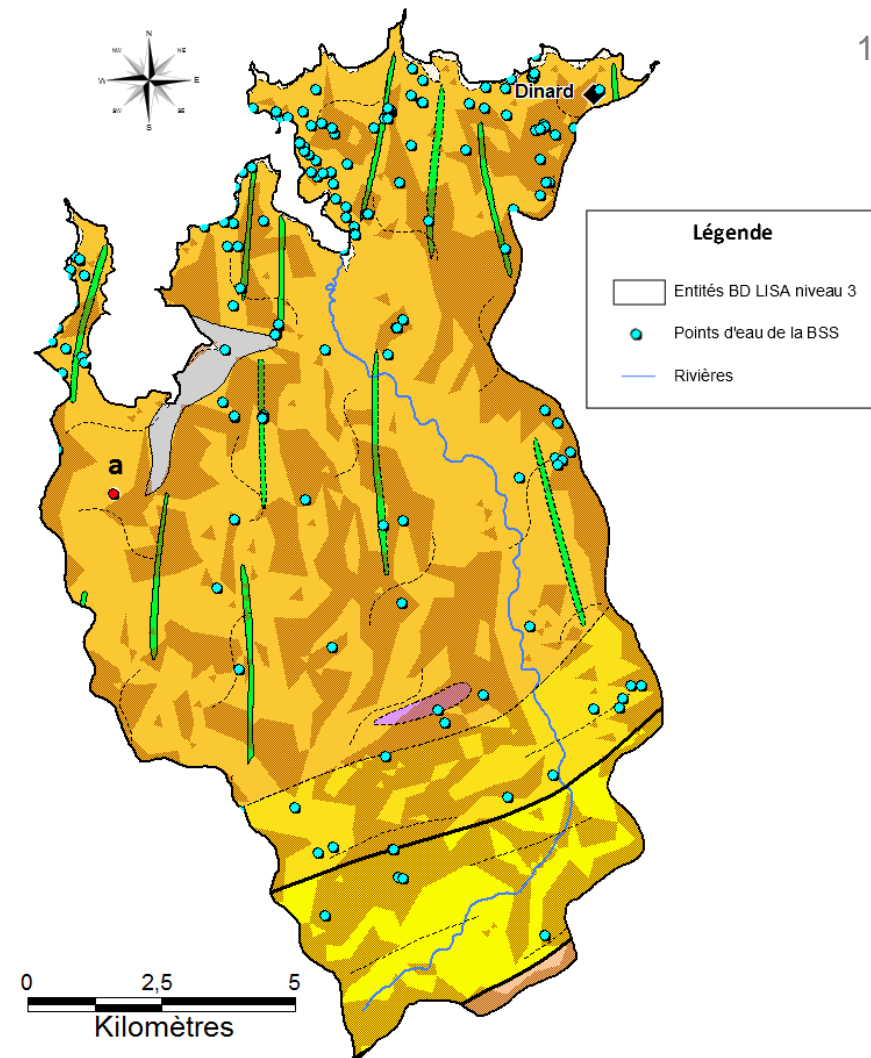 1
N
NW
NE
W
E
SW
SE
S
Dinard
Légende
Entités BD LISA niveau 3
Points d'eau de la BSS
Rivières
a
0 2,5 5
Kilomètres